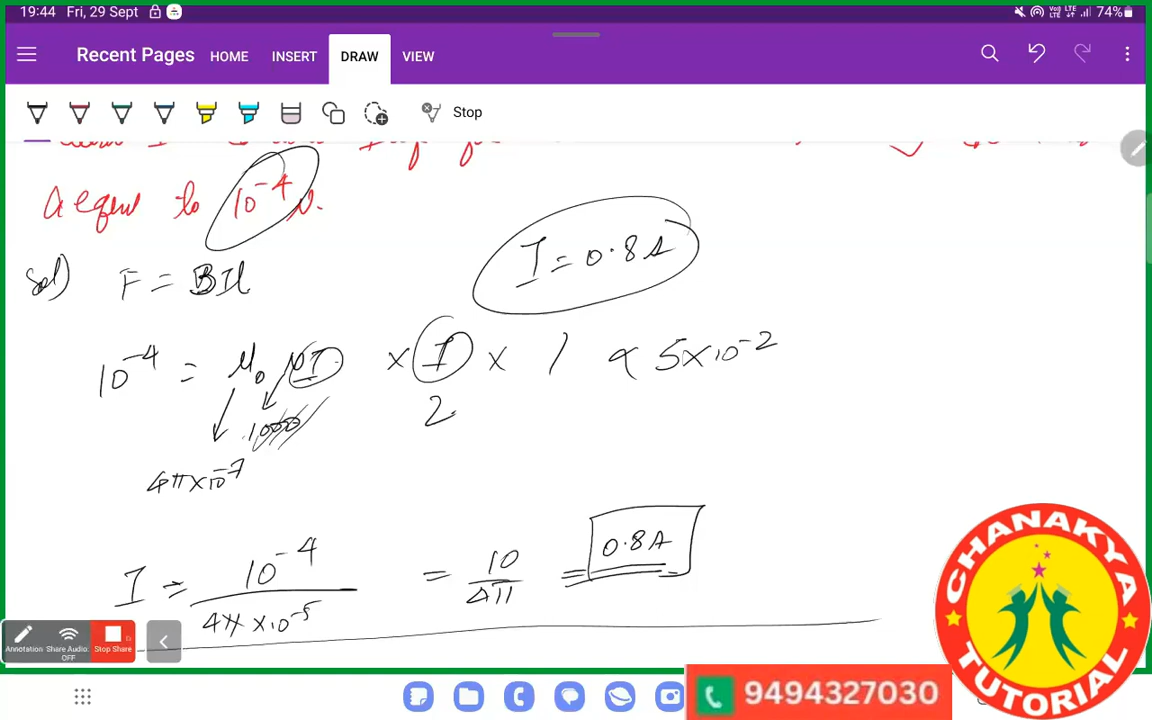 19:44 Fri, 29 Sept 74%
Recent Pages HOME INSERT DRAW VIEW
Stop
to 10⁻⁴ N.
Sol) F = BIl
I = 0.8A
10⁻⁴ = μ₀ nI × I × 1 × 5×10⁻²
1000 2
4π×10⁻⁷
I = 10⁻⁴ / 4π×10⁻⁵ = 10/4π = 0.8A
Annotation Share Audio: OFF Stop Share
CHANAKYA
TUTORIAL
9494327030